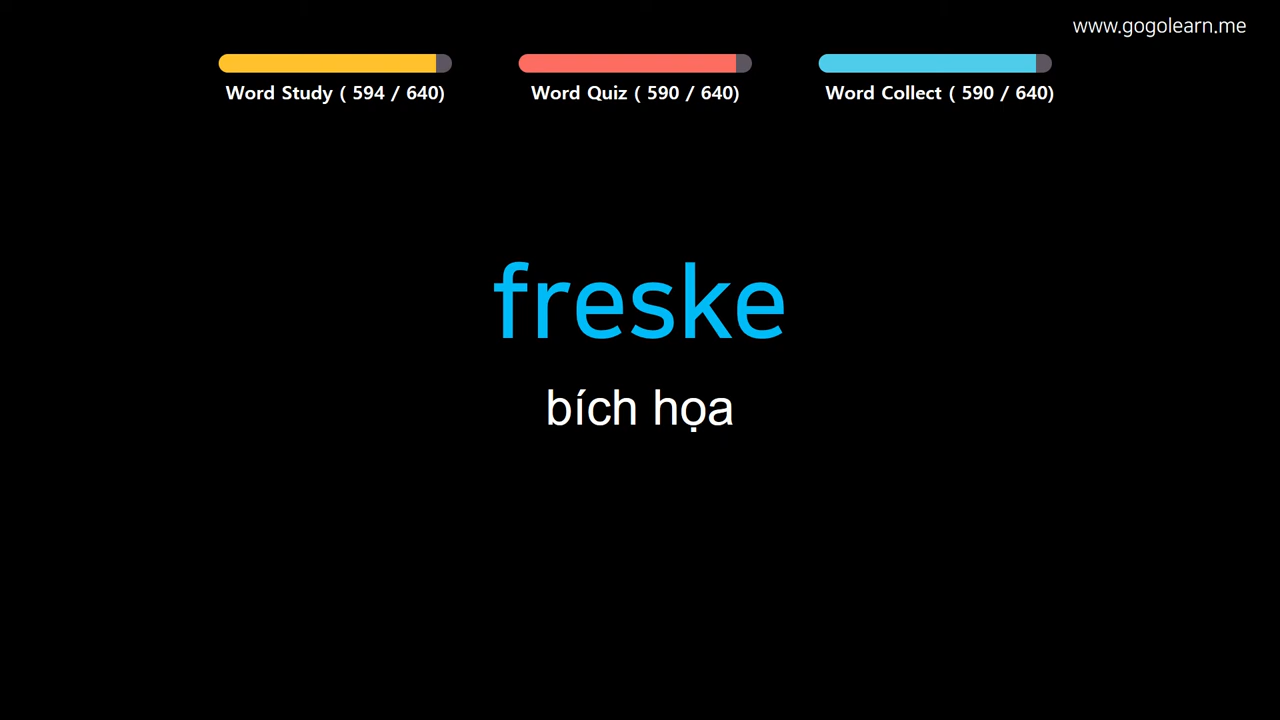 www.gogolearn.me
Word Study ( 594 / 640)
Word Quiz ( 590 / 640)
Word Collect ( 590 / 640)
freske
bích họa